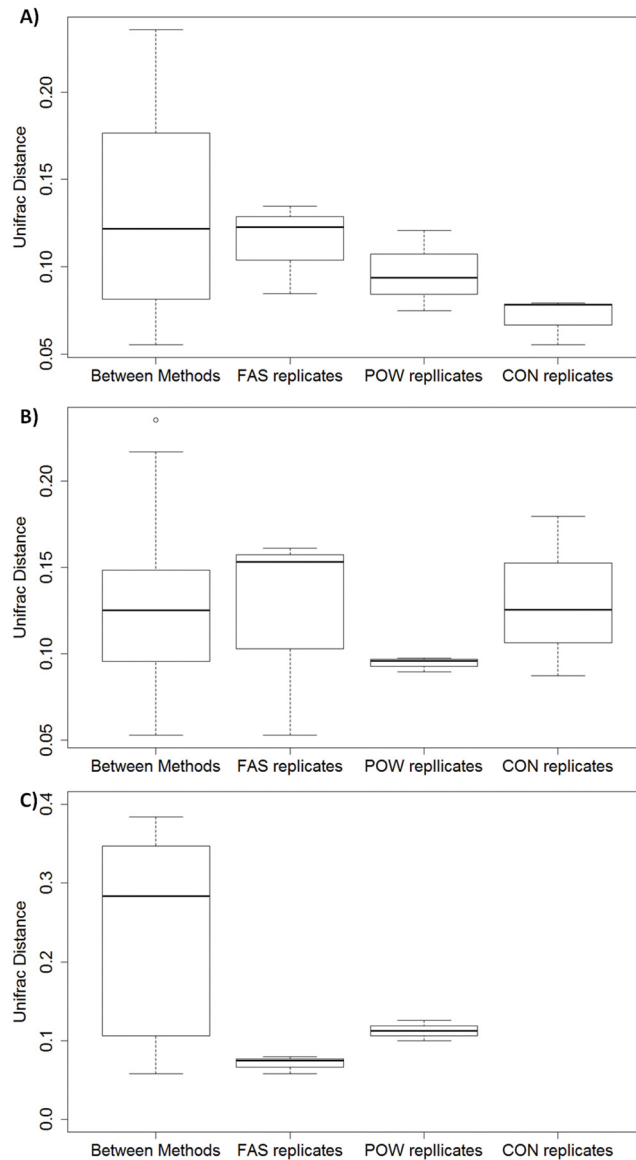 A)
Unifrac Distance
0.20
0.15
0.10
0.05
Between Methods FAS replicates POW repllicates CON replicates
B)
Unifrac Distance
0.20
0.15
0.10
0.05
Between Methods FAS replicates POW repllicates CON replicates
C)
Unifrac Distance
0.4
0.3
0.2
0.1
0.0
Between Methods FAS replicates POW repllicates CON replicates